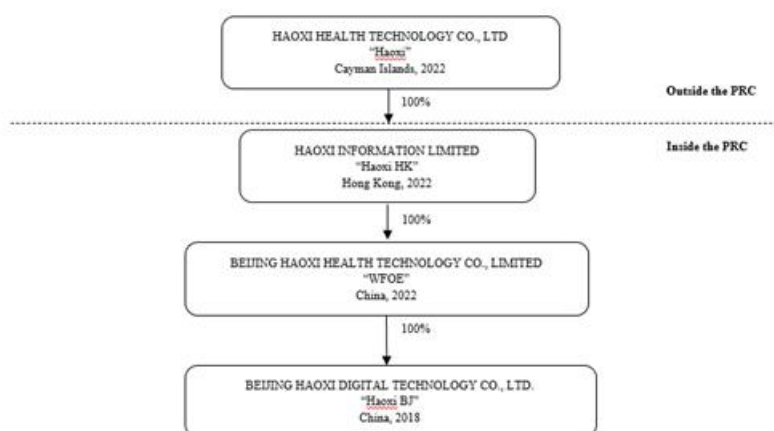 HAOXI HEALTH TECHNOLOGY CO., LTD
“Haoxi”
Cayman Islands, 2022
Outside the PRC
100%
Inside the PRC
HAOXI INFORMATION LIMITED
“Haoxi HK”
Hong Kong, 2022
100%
BEIJING HAOXI HEALTH TECHNOLOGY CO., LIMITED
“WFOE”
China, 2022
100%
BEIJING HAOXI DIGITAL TECHNOLOGY CO., LTD.
“Haoxi BJ”
China, 2018